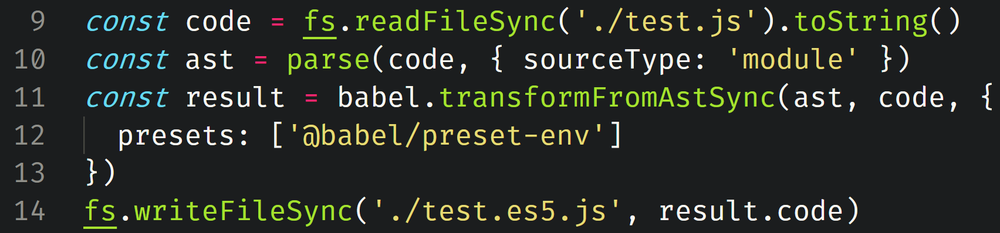 9 const code = fs.readFileSync('./test.js').toString()
10 const ast = parse(code, { sourceType: 'module' })
11 const result = babel.transformFromAstSync(ast, code, {
12 presets: ['@babel/preset-env']
13 })
14 fs.writeFileSync('./test.es5.js', result.code)